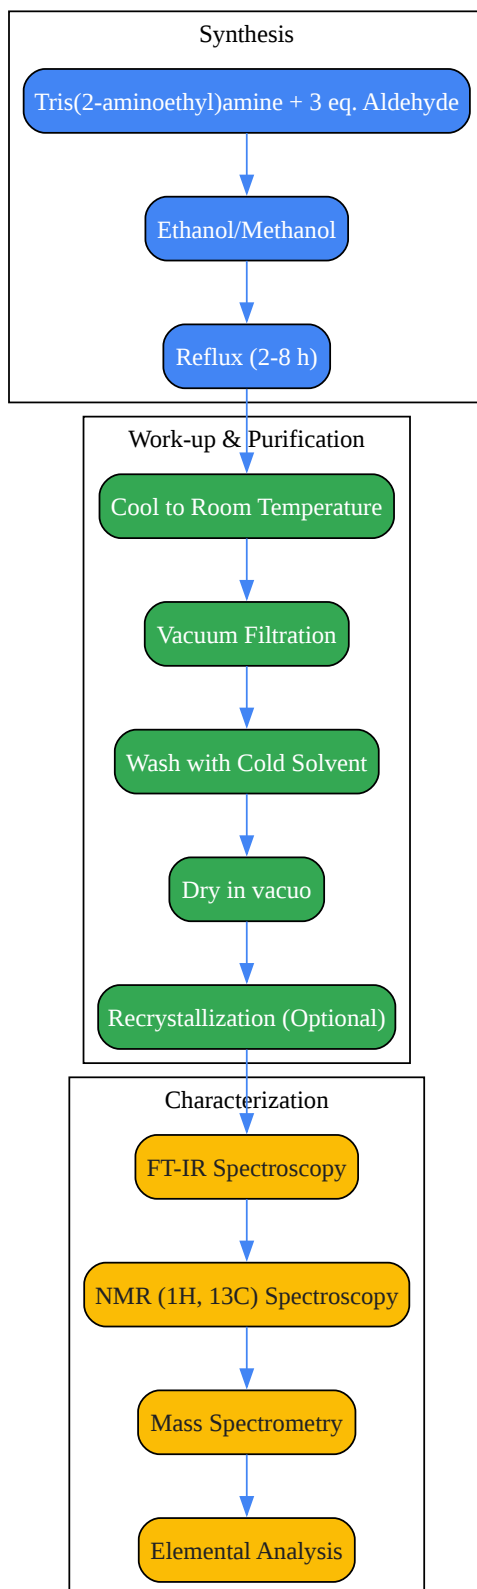 Synthesis
Tris(2-aminoethyl)amine + 3 eq. Aldehyde
Ethanol/Methanol
Reflux (2-8 h)
Work-up & Purification
Cool to Room Temperature
Vacuum Filtration
Wash with Cold Solvent
Dry in vacuo
Recrystallization (Optional)
Characterization
FT-IR Spectroscopy
NMR (1H, 13C) Spectroscopy
Mass Spectrometry
Elemental Analysis